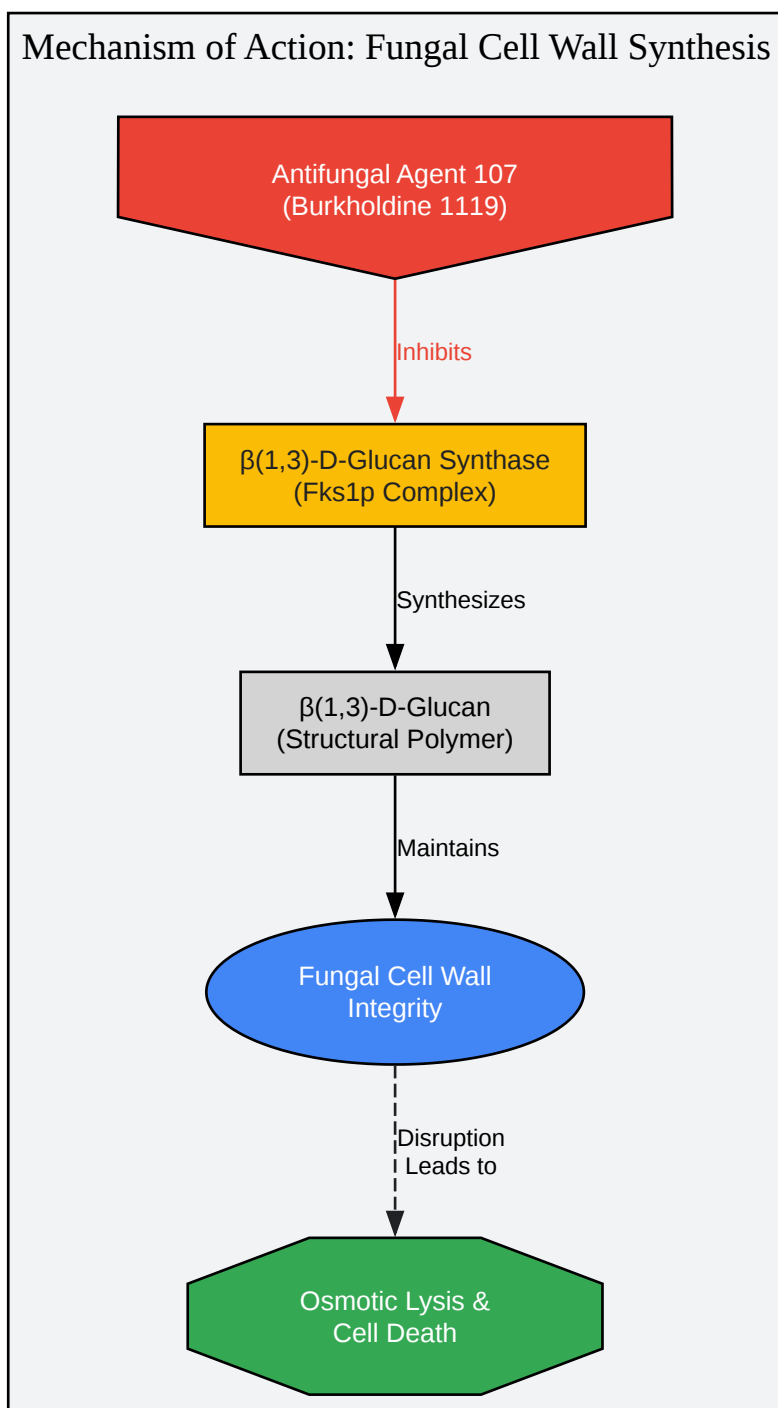 Mechanism of Action: Fungal Cell Wall Synthesis
Antifungal Agent 107
(Burkholdine 1119)
Inhibits
β(1,3)-D-Glucan Synthase
(Fks1p Complex)
Synthesizes
β(1,3)-D-Glucan
(Structural Polymer)
Maintains
Fungal Cell Wall
Integrity
Disruption
Leads to
Osmotic Lysis &
Cell Death